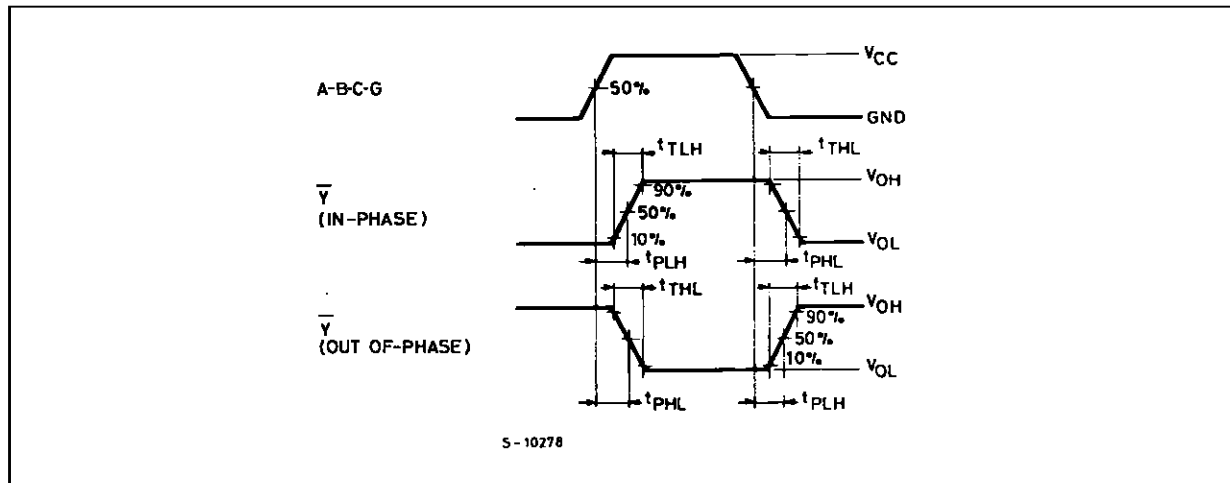 VCC
A-B-C-G
50%
GND
tTLH
tTHL
Y
(IN-PHASE)
90%
50%
10%
VOH
VOL
tPLH
tPHL
tTHL
tTLH
Y
(OUT OF-PHASE)
VOH
90%
50%
10%
VOL
tPHL
tPLH
S-10278